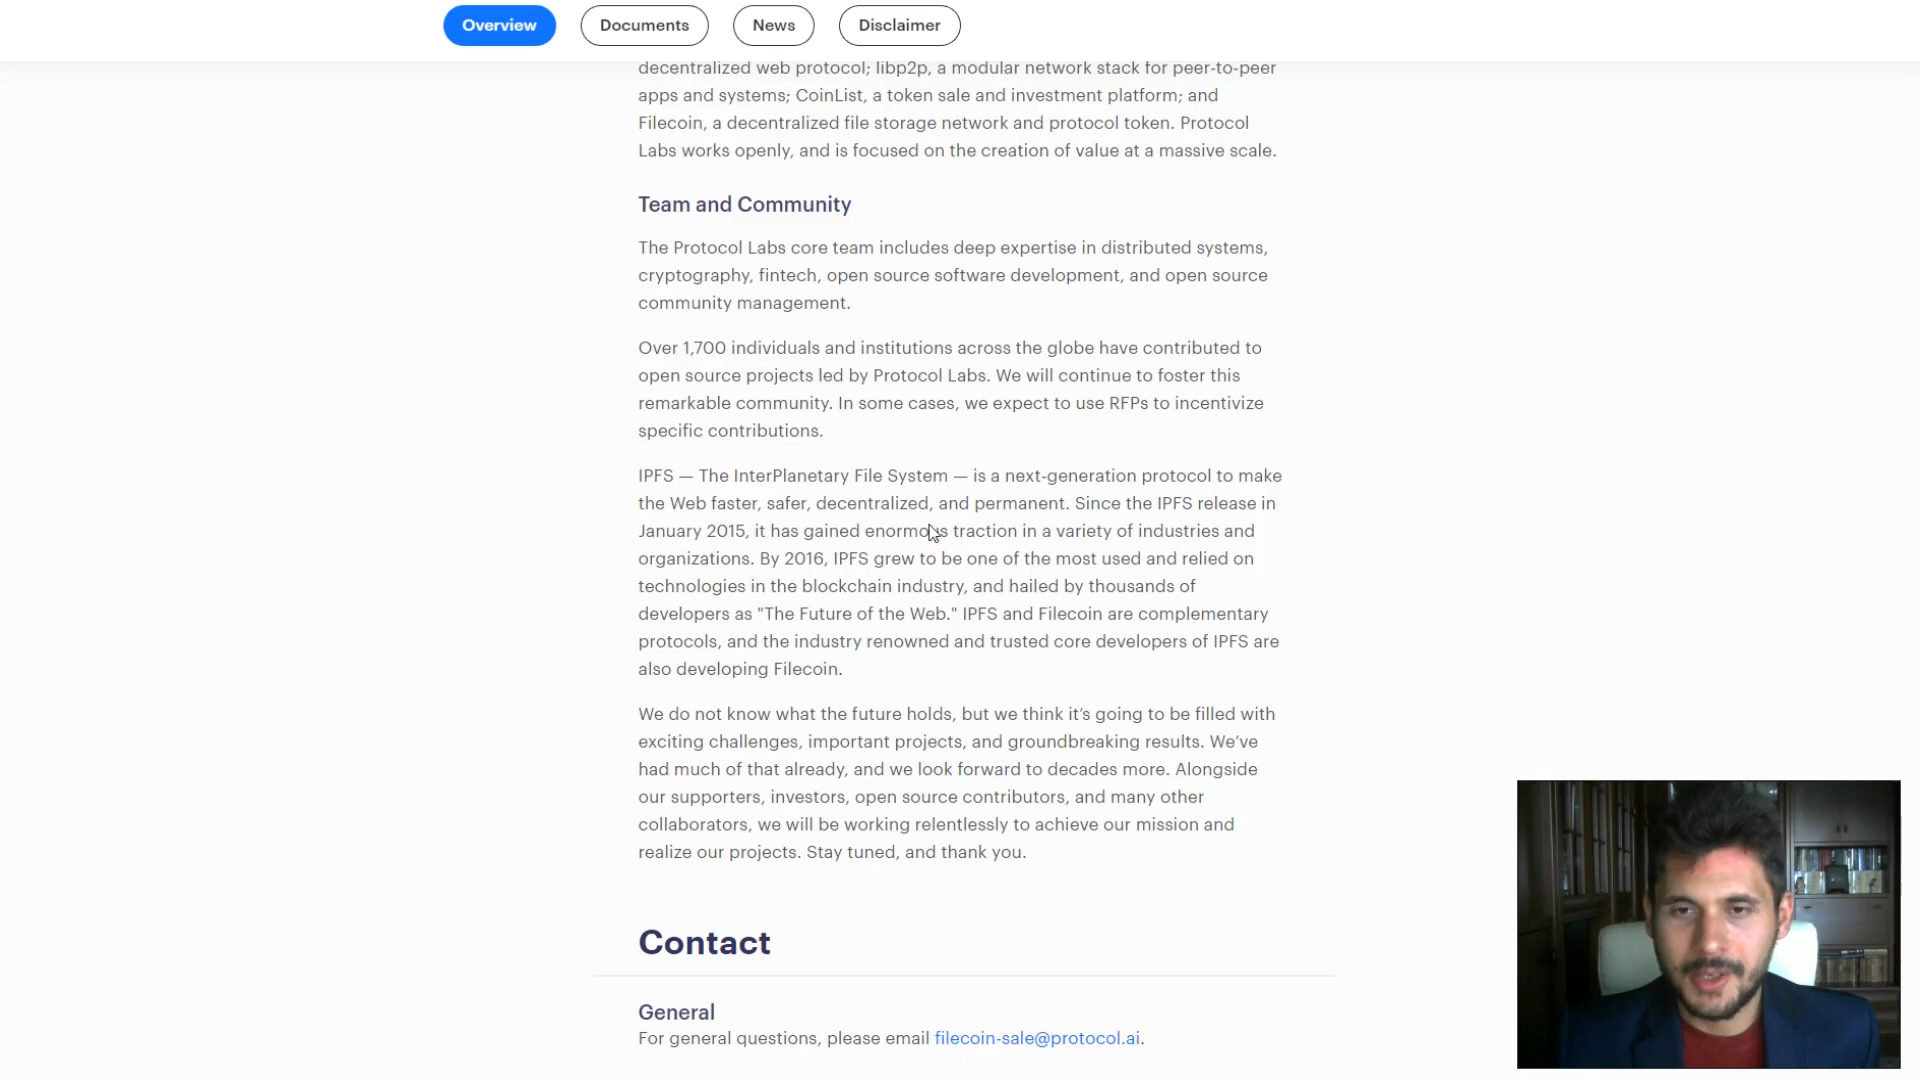 Overview
Documents
News
Disclaimer
decentralized web protocol; libp2p, a modular network stack for peer-to-peer
apps and systems; CoinList, a token sale and investment platform; and
Filecoin, a decentralized file storage network and protocol token. Protocol
Labs works openly, and is focused on the creation of value at a massive scale.
Team and Community
The Protocol Labs core team includes deep expertise in distributed systems,
cryptography, fintech, open source software development, and open source
community management.
Over 1,700 individuals and institutions across the globe have contributed to
open source projects led by Protocol Labs. We will continue to foster this
remarkable community. In some cases, we expect to use RFPs to incentivize
specific contributions.
IPFS — The InterPlanetary File System — is a next-generation protocol to make
the Web faster, safer, decentralized, and permanent. Since the IPFS release in
January 2015, it has gained enormous traction in a variety of industries and
organizations. By 2016, IPFS grew to be one of the most used and relied on
technologies in the blockchain industry, and hailed by thousands of
developers as "The Future of the Web." IPFS and Filecoin are complementary
protocols, and the industry renowned and trusted core developers of IPFS are
also developing Filecoin.
We do not know what the future holds, but we think it’s going to be filled with
exciting challenges, important projects, and groundbreaking results. We’ve
had much of that already, and we look forward to decades more. Alongside
our supporters, investors, open source contributors, and many other
collaborators, we will be working relentlessly to achieve our mission and
realize our projects. Stay tuned, and thank you.
Contact
General
For general questions, please email filecoin-sale@protocol.ai.